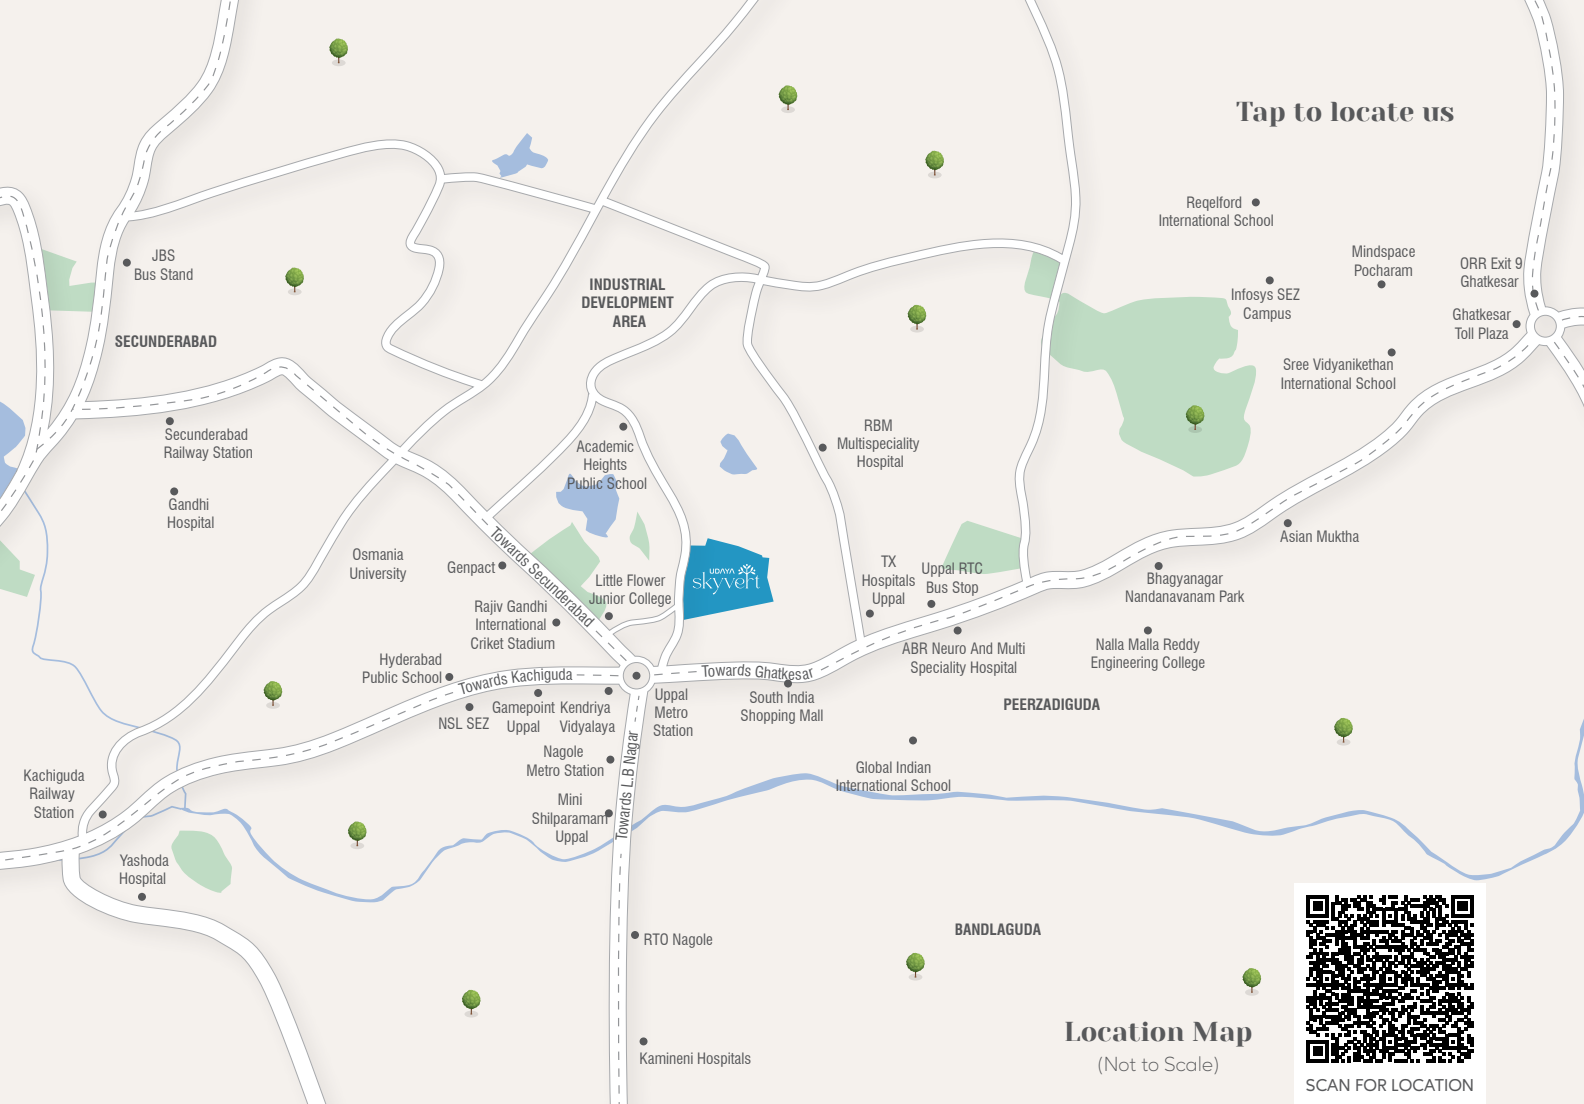 Tap to locate us
Reqelford
International School
Mindspace
Pocharam
ORR Exit 9
Ghatkesar
JBS
Bus Stand
INDUSTRIAL
DEVELOPMENT
AREA
Infosys SEZ
Campus
Ghatkesar
Toll Plaza
SECUNDERABAD
Sree Vidyanikethan
International School
Secunderabad
Railway Station
Academic
Heights
Public School
RBM
Multispeciality
Hospital
Gandhi
Hospital
Asian Muktha
Osmania
University
Genpact
Towards Secunderabad
Little Flower
Junior College
UDAYA
skyvert
TX
Hospitals
Uppal
Uppal RTC
Bus Stop
Bhagyanagar
Nandanavanam Park
Rajiv Gandhi
International
Criket Stadium
ABR Neuro And Multi
Speciality Hospital
Nalla Malla Reddy
Engineering College
Hyderabad
Public School
Towards Kachiguda
Towards Ghatkesar
NSL SEZ
Gamepoint
Uppal
Kendriya
Vidyalaya
Uppal
Metro
Station
South India
Shopping Mall
PEERZADIGUDA
Nagole
Metro Station
Towards L.B Nagar
Global Indian
International School
Kachiguda
Railway
Station
Mini
Shilparamam
Uppal
Yashoda
Hospital
RTO Nagole
BANDLAGUDA
Kamineni Hospitals
Location Map
(Not to Scale)
SCAN FOR LOCATION